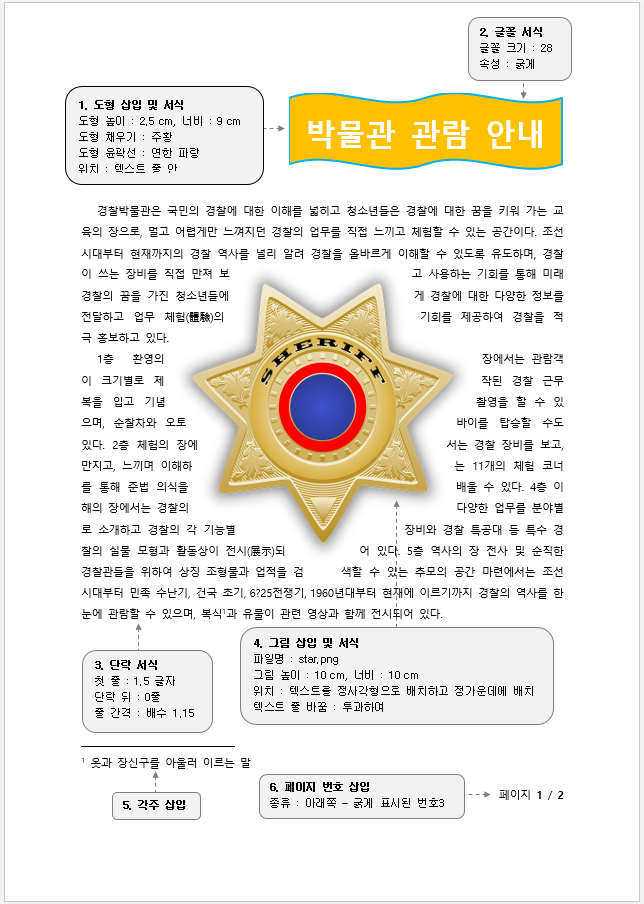 2. 글꼴 서식
글꼴 크기 : 28
속성 : 굵게
1. 도형 삽입 및 서식
도형 높이 : 2.5 cm, 너비 : 9 cm
도형 채우기 : 주황
도형 윤곽선 : 연한 파랑
위치 : 텍스트 줄 안
박물관 관람 안내
경찰박물관은 국민의 경찰에 대한 이해를 넓히고 청소년들은 경찰에 대한 꿈을 키워 가는 교
육의 장으로, 멀고 어렵게만 느껴지던 경찰의 업무를 직접 느끼고 체험할 수 있는 공간이다. 조선
시대부터 현재까지의 경찰 역사를 널리 알려 경찰을 올바르게 이해할 수 있도록 유도하며, 경찰
이 쓰는 장비를 직접 만져 보고 사용하는 기회를 통해 미래
경찰의 꿈을 가진 청소년들에게 경찰에 대한 다양한 정보를
전달하고 업무 체험(體驗)의 기회를 제공하여 경찰을 적
극 홍보하고 있다.
1층 환영의 장에서는 관람객
이 크기별로 제작된 경찰 근무
복을 입고 기념 촬영을 할 수 있
으며, 순찰차와 오토바이를 탑승할 수도
있다. 2층 체험의 장에서는 경찰 장비를 보고,
만지고, 느끼며 이해하는 11개의 체험 코너
를 통해 준법 의식을 배울 수 있다. 4층 이
해의 장에서는 경찰의 다양한 업무를 분야별
로 소개하고 경찰의 각 기능별 장비와 경찰 특공대 등 특수 경
찰의 실물 모형과 활동상이 전시(展示)되어 있다. 5층 역사의 장 전사 및 순직한
경찰관들을 위하여 상징 조형물과 업적을 검색할 수 있는 추모의 공간 마련에서는 조선
시대부터 민족 수난기, 건국 초기, 6?25전쟁기, 1960년대부터 현재에 이르기까지 경찰의 역사를 한
눈에 관람할 수 있으며, 복식¹과 유물이 관련 영상과 함께 전시되어 있다.
SHERIFF
3. 단락 서식
첫 줄 : 1.5 글자
단락 뒤 : 0줄
줄 간격 : 배수 1.15
4. 그림 삽입 및 서식
파일명 : star.png
그림 높이 : 10 cm, 너비 : 10 cm
위치 : 텍스트를 정사각형으로 배치하고 정가운데에 배치
텍스트 줄 바꿈 : 투과하여
¹ 옷과 장신구를 아울러 이르는 말
5. 각주 삽입
6. 페이지 번호 삽입
종류 : 아래쪽 - 굵게 표시된 번호3
페이지 1 / 2